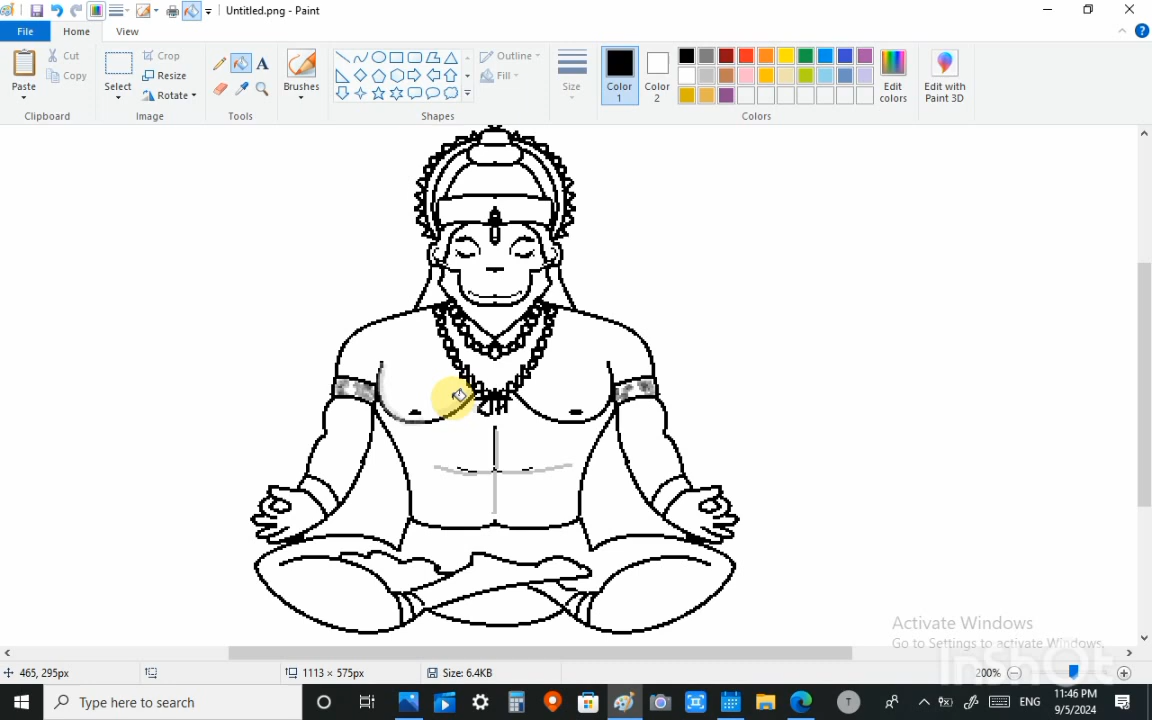 Untitled.png - Paint
File
Home
View
Paste
Cut
Copy
Clipboard
Select
Crop
Resize
Rotate
Image
A
Tools
Brushes
Shapes
Outline
Fill
Size
Color
1
Color
2
Edit
colors
Colors
Edit with
Paint 3D
राम
Activate Windows
Go to Settings to activate Windows.
InShOt
465, 295px
1113 × 575px
Size: 6.4KB
200%
Type here to search
T
ENG
11:46 PM
9/5/2024